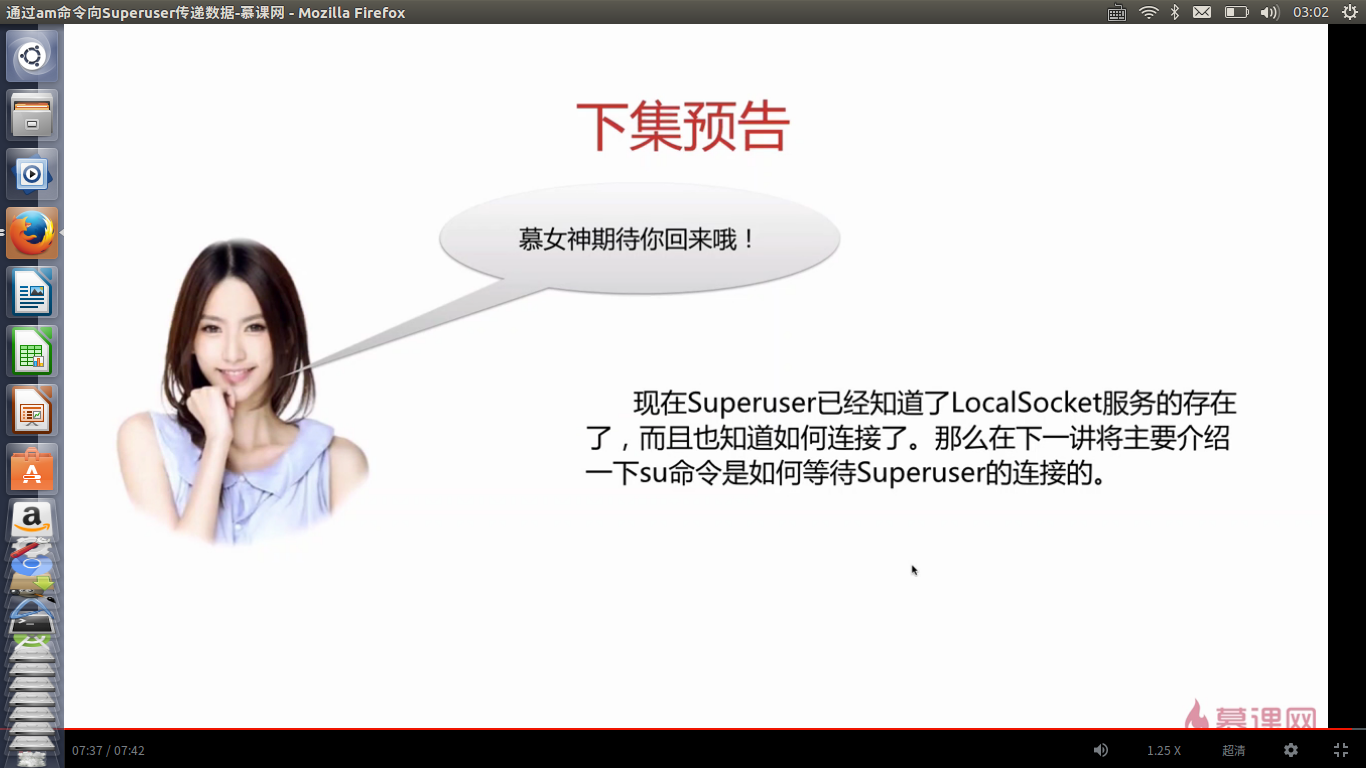 通过am命令向Superuser传递数据-慕课网 - Mozilla Firefox
03:02
下集预告
慕女神期待你回来哦！
现在Superuser已经知道了LocalSocket服务的存在
了，而且也知道如何连接了。那么在下一讲将主要介绍
一下su命令是如何等待Superuser的连接的。
慕课网
07:37 / 07:42
1.25 X
超清